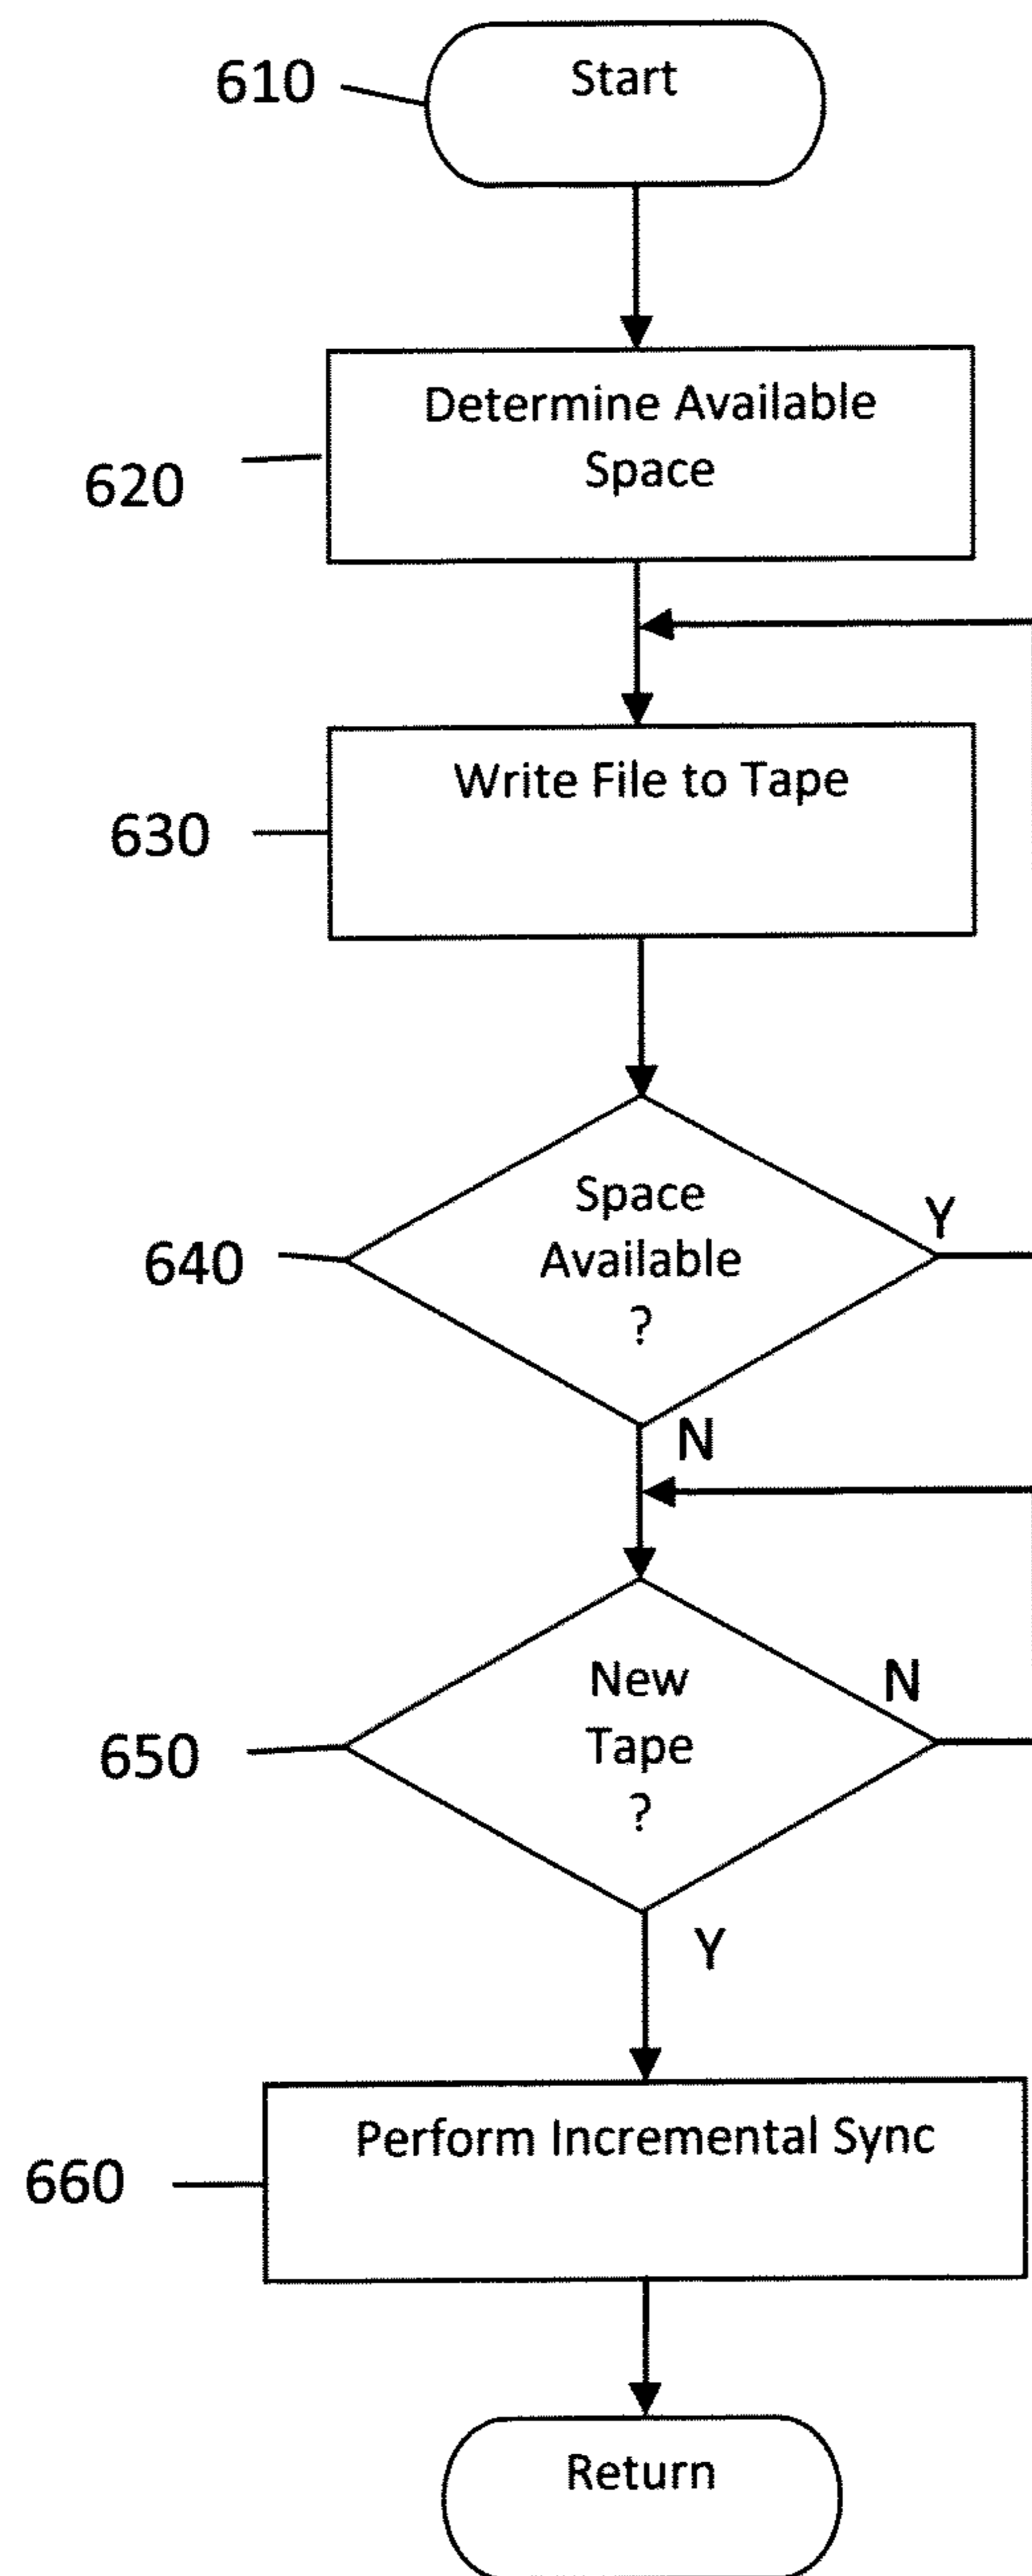 610
Start
620
Determine Available
Space
630
Write File to Tape
640
Space
Available
?
Y
N
650
New
Tape
?
N
Y
660
Perform Incremental Sync
Return